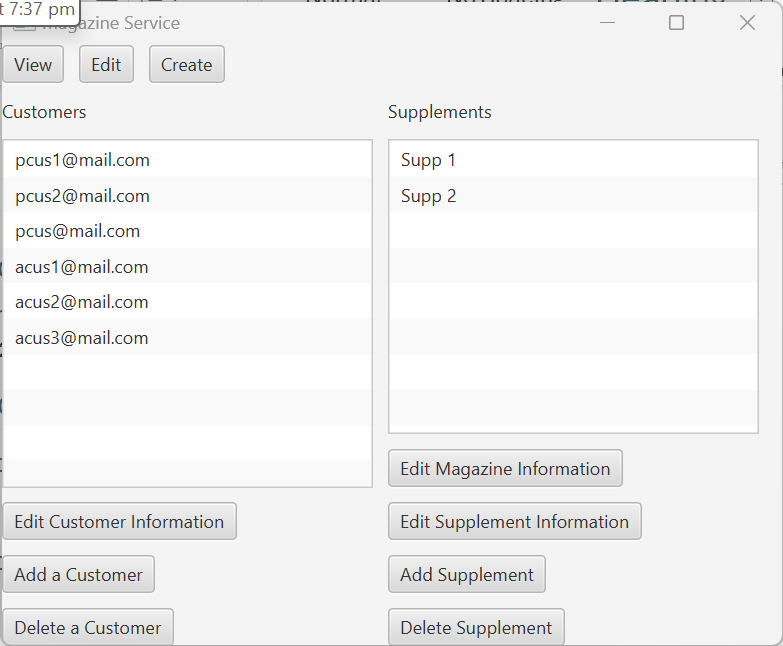 t 7:37 pm
Magazine Service
View Edit Create
Customers
pcus1@mail.com
pcus2@mail.com
pcus@mail.com
acus1@mail.com
acus2@mail.com
acus3@mail.com
Edit Customer Information
Add a Customer
Delete a Customer
Supplements
Supp 1
Supp 2
Edit Magazine Information
Edit Supplement Information
Add Supplement
Delete Supplement